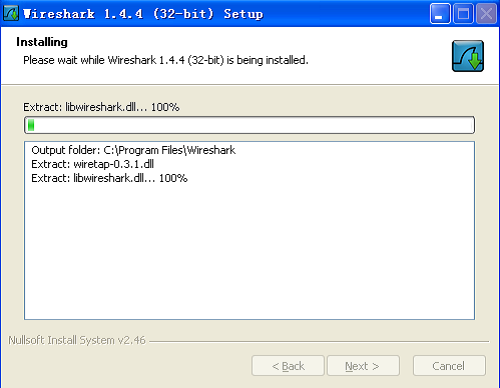 Wireshark 1.4.4 (32-bit) Setup
Installing
Please wait while Wireshark 1.4.4 (32-bit) is being installed.
Extract: libwireshark.dll... 100%
Output folder: C:\Program Files\Wireshark
Extract: wiretap-0.3.1.dll
Extract: libwireshark.dll... 100%
Nullsoft Install System v2.46
< Back Next > Cancel